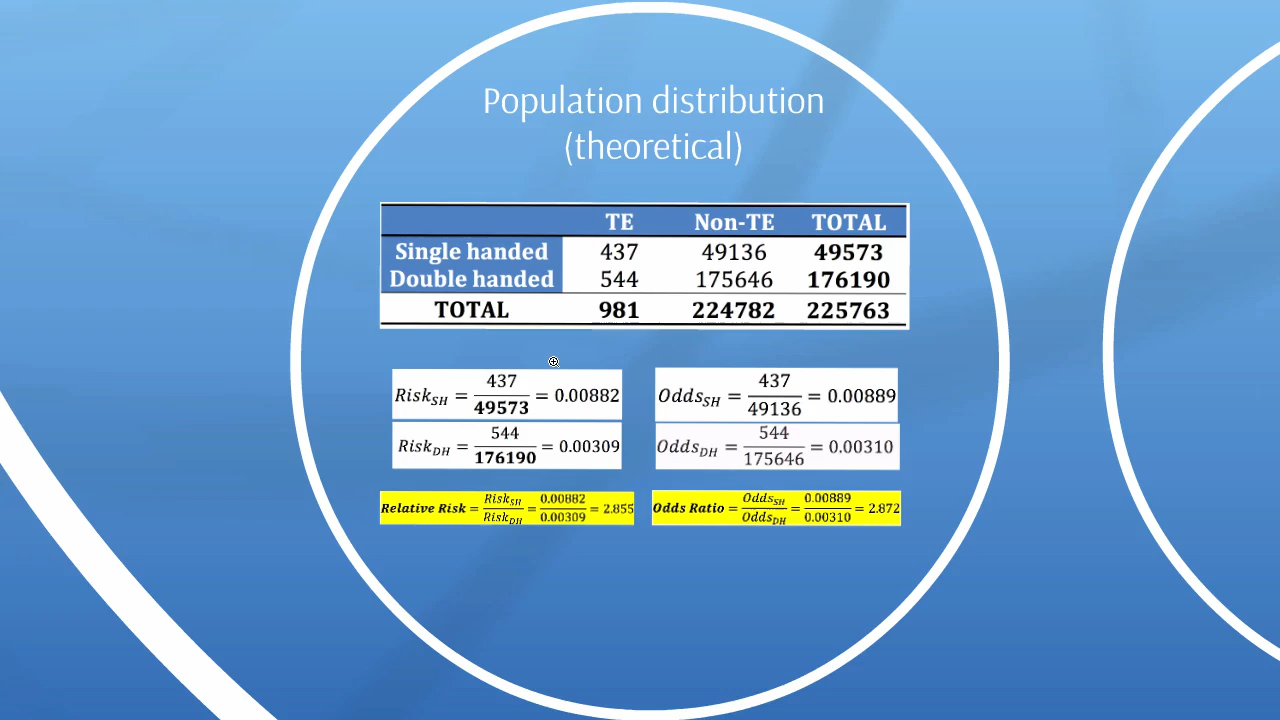 Population distribution
(theoretical)
TE Non-TE TOTAL
Single handed 437 49136 49573
Double handed 544 175646 176190
TOTAL 981 224782 225763
Risk_SH = 437/49573 = 0.00882
Odds_SH = 437/49136 = 0.00889
Risk_DH = 544/176190 = 0.00309
Odds_DH = 544/175646 = 0.00310
Relative Risk = Risk_SH/Risk_DH = 0.00882/0.00309 = 2.855
Odds Ratio = Odds_SH/Odds_DH = 0.00889/0.00310 = 2.872